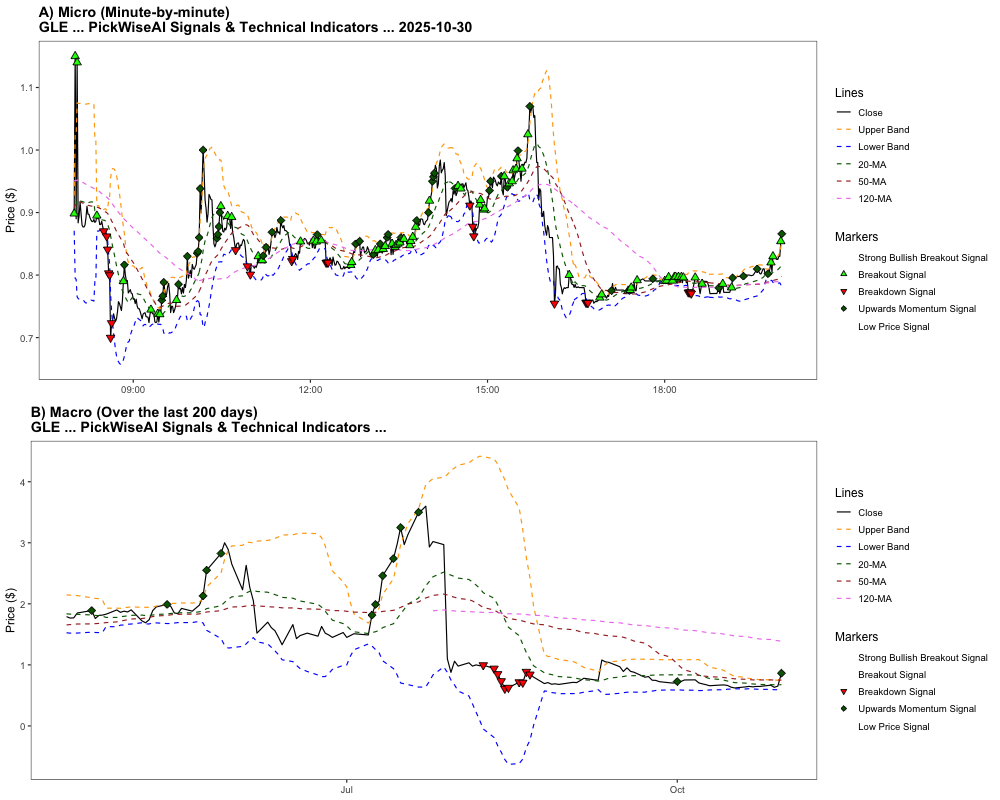 A) Micro (Minute-by-minute)
GLE ... PickWiseAI Signals & Technical Indicators ... 2025-10-30
Price ($)
1.1
1.0
0.9
0.8
0.7
09:00
12:00
15:00
18:00
Lines
Close
Upper Band
Lower Band
20-MA
50-MA
120-MA
Markers
Strong Bullish Breakout Signal
Breakout Signal
Breakdown Signal
Upwards Momentum Signal
Low Price Signal
B) Macro (Over the last 200 days)
GLE ... PickWiseAI Signals & Technical Indicators ...
Price ($)
4
3
2
1
0
Jul
Oct
Lines
Close
Upper Band
Lower Band
20-MA
50-MA
120-MA
Markers
Strong Bullish Breakout Signal
Breakout Signal
Breakdown Signal
Upwards Momentum Signal
Low Price Signal